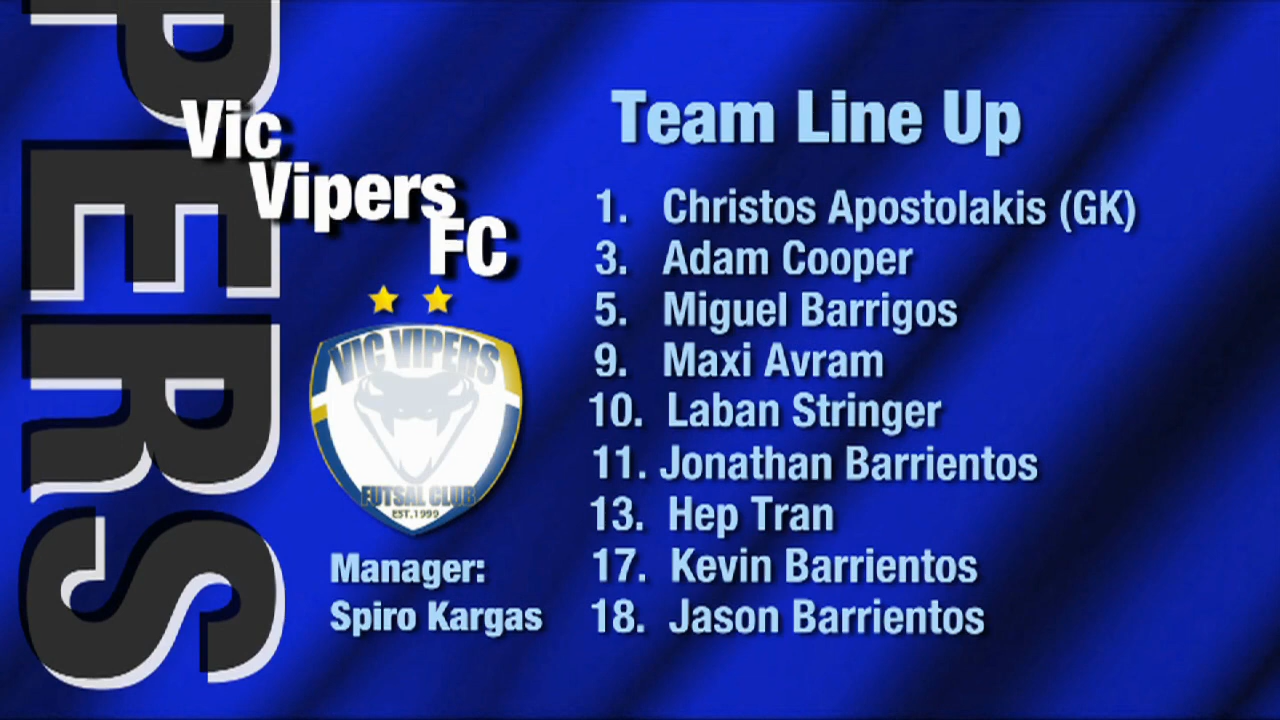 PERS
Vic
Vipers
FC
VIC VIPERS
FUTSAL CLUB
EST.1999
Manager:
Spiro Kargas
Team Line Up
1. Christos Apostolakis (GK)
3. Adam Cooper
5. Miguel Barrigos
9. Maxi Avram
10. Laban Stringer
11. Jonathan Barrientos
13. Hep Tran
17. Kevin Barrientos
18. Jason Barrientos